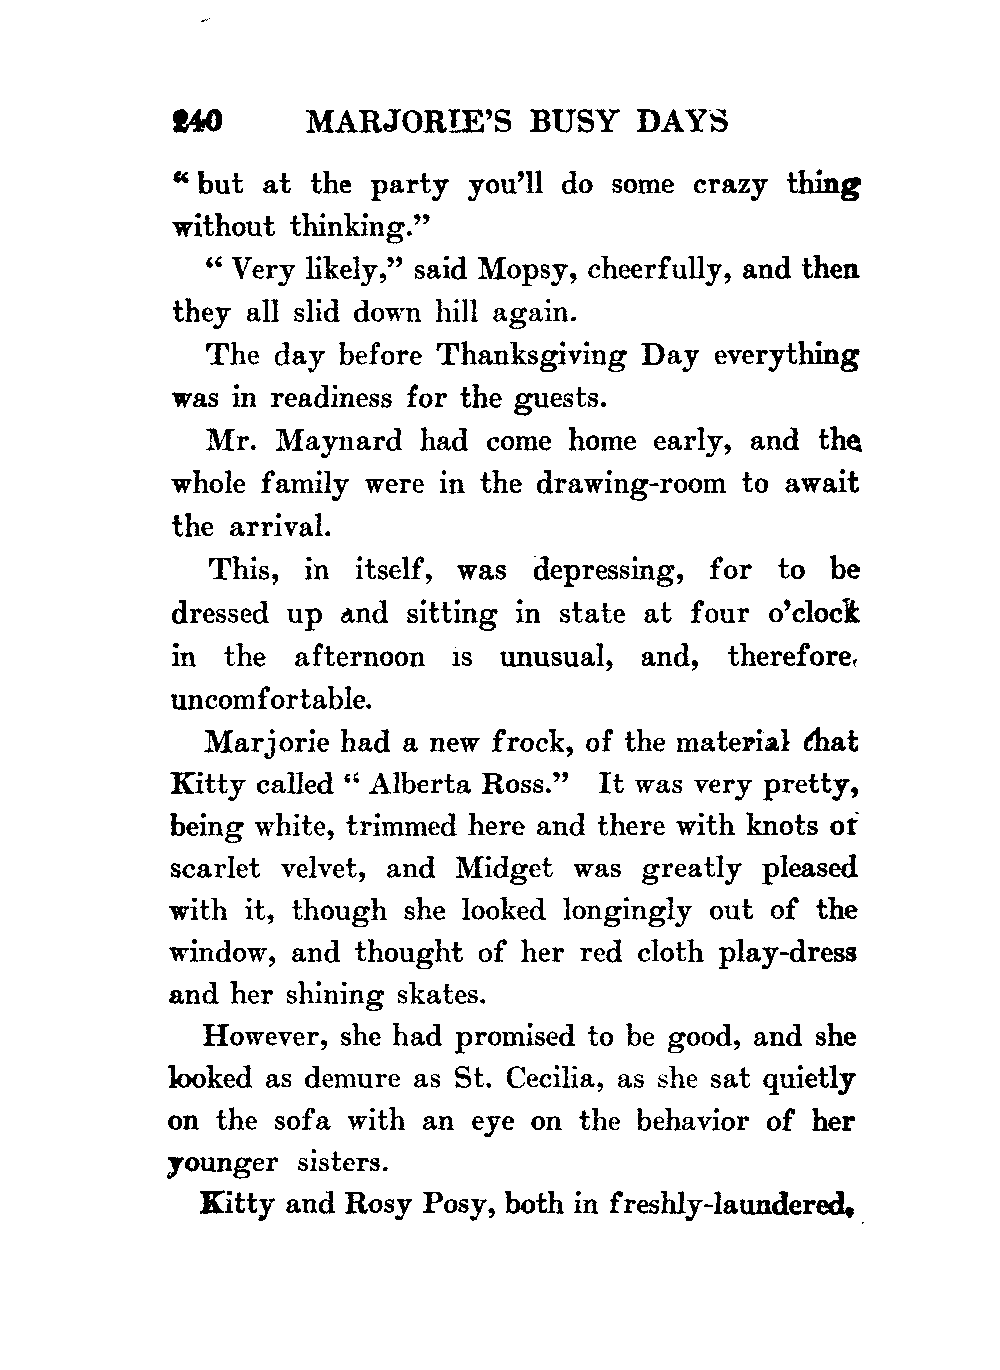 240 MARJORIE'S BUSY DAYS
“ but at the party you'll do some crazy thing
without thinking.”
“ Very likely,” said Mopsy, cheerfully, and then
they all slid down hill again.
The day before Thanksgiving Day everything
was in readiness for the guests.
Mr. Maynard had come home early, and the
whole family were in the drawing-room to await
the arrival.
This, in itself, was depressing, for to be
dressed up and sitting in state at four o'clock
in the afternoon is unusual, and, therefore,
uncomfortable.
Marjorie had a new frock, of the material that
Kitty called “ Alberta Ross.” It was very pretty,
being white, trimmed here and there with knots of
scarlet velvet, and Midget was greatly pleased
with it, though she looked longingly out of the
window, and thought of her red cloth play-dress
and her shining skates.
However, she had promised to be good, and she
looked as demure as St. Cecilia, as she sat quietly
on the sofa with an eye on the behavior of her
younger sisters.
Kitty and Rosy Posy, both in freshly-laundered,